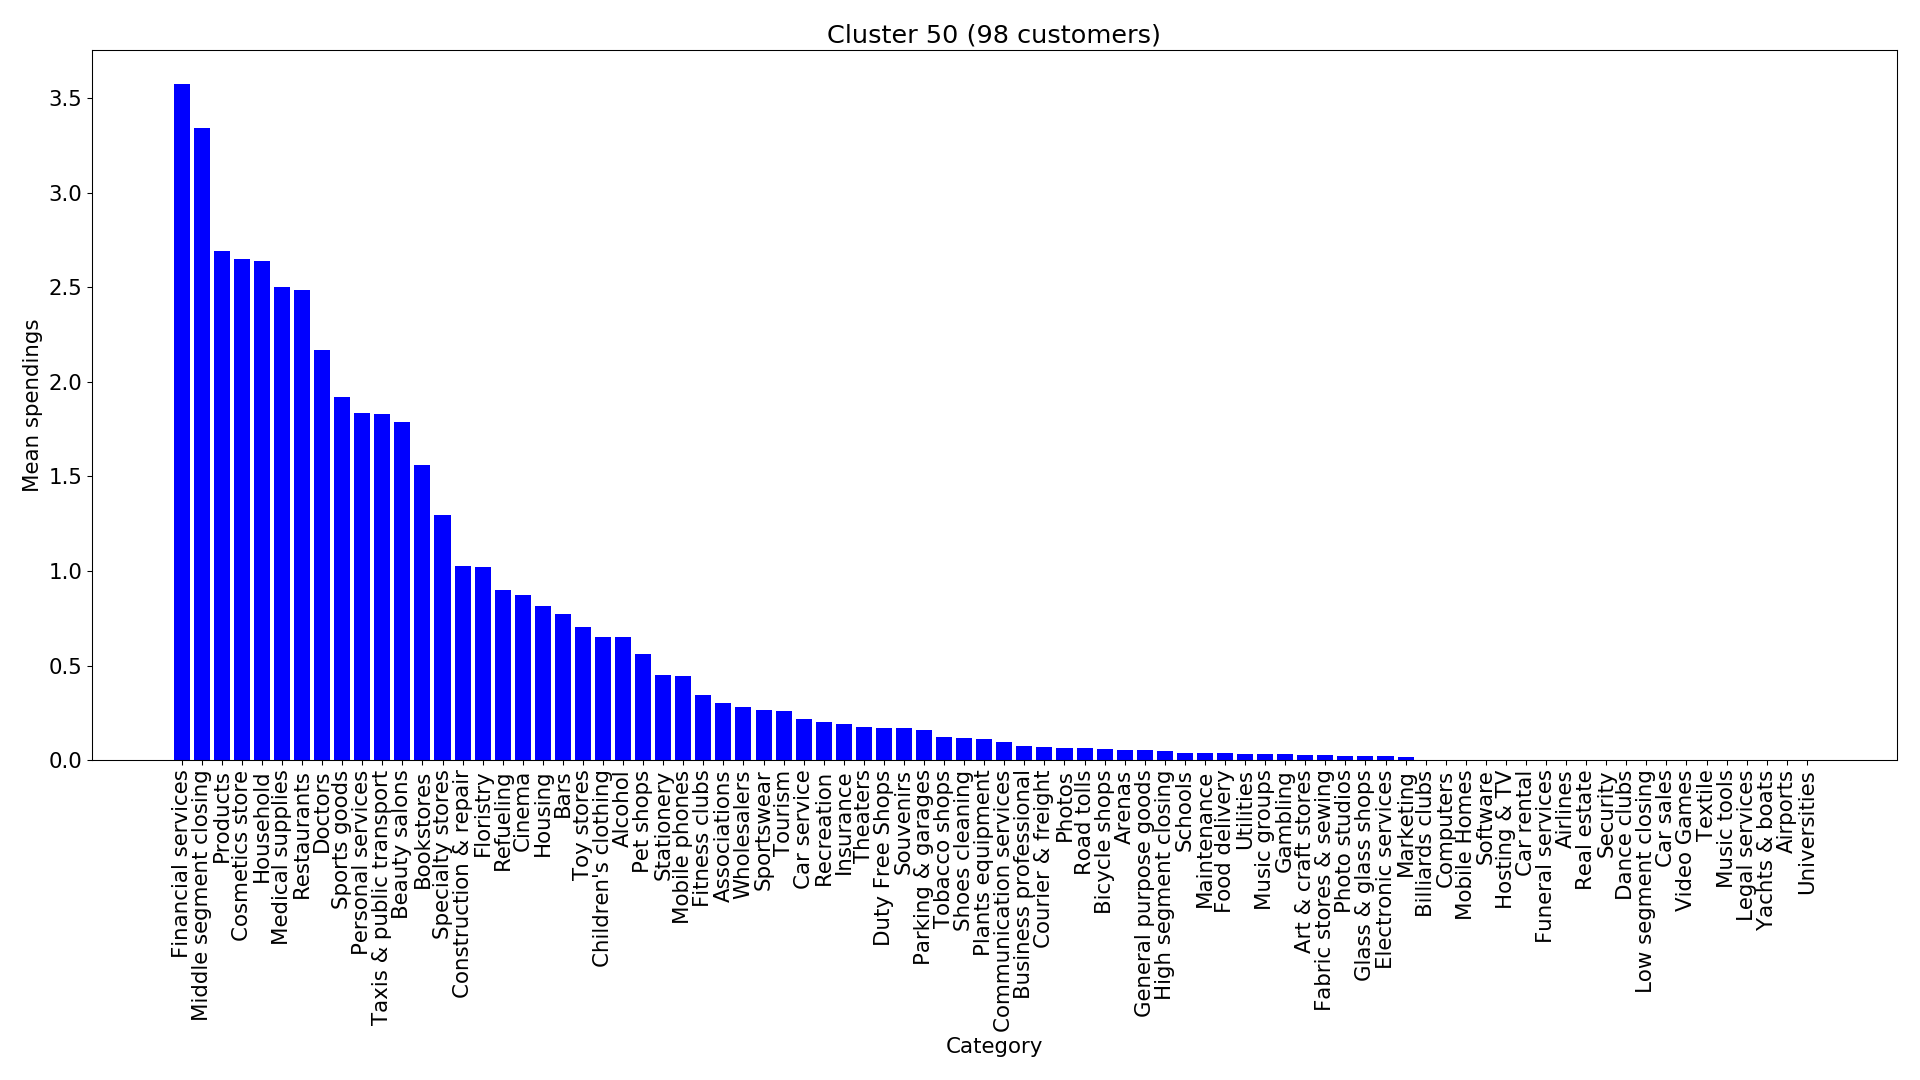 Cluster 50 (98 customers)
Mean spendings
3.5
3.0
2.5
2.0
1.5
1.0
0.5
0.0
Financial services
Middle segment closing
Products
Cosmetics store
Household
Medical supplies
Restaurants
Doctors
Sports goods
Personal services
Taxis & public transport
Beauty salons
Bookstores
Specialty stores
Construction & repair
Floristry
Refueling
Cinema
Housing
Bars
Toy stores
Children's clothing
Alcohol
Pet shops
Stationery
Mobile phones
Fitness clubs
Associations
Wholesalers
Sportswear
Tourism
Car service
Recreation
Insurance
Theaters
Duty Free Shops
Souvenirs
Parking & garages
Tobacco shops
Shoes cleaning
Plants equipment
Communication services
Business professional
Courier & freight
Photos
Road tolls
Bicycle shops
Arenas
General purpose goods
High segment closing
Schools
Maintenance
Food delivery
Utilities
Music groups
Gambling
Art & craft stores
Fabric stores & sewing
Photo studios
Glass & glass shops
Electronic services
Marketing
Billiards clubs
Computers
Mobile Homes
Software
Hosting & TV
Car rental
Funeral services
Airlines
Real estate
Security
Dance clubs
Low segment closing
Car sales
Video Games
Textile
Music tools
Legal services
Yachts & boats
Airports
Universities
Category